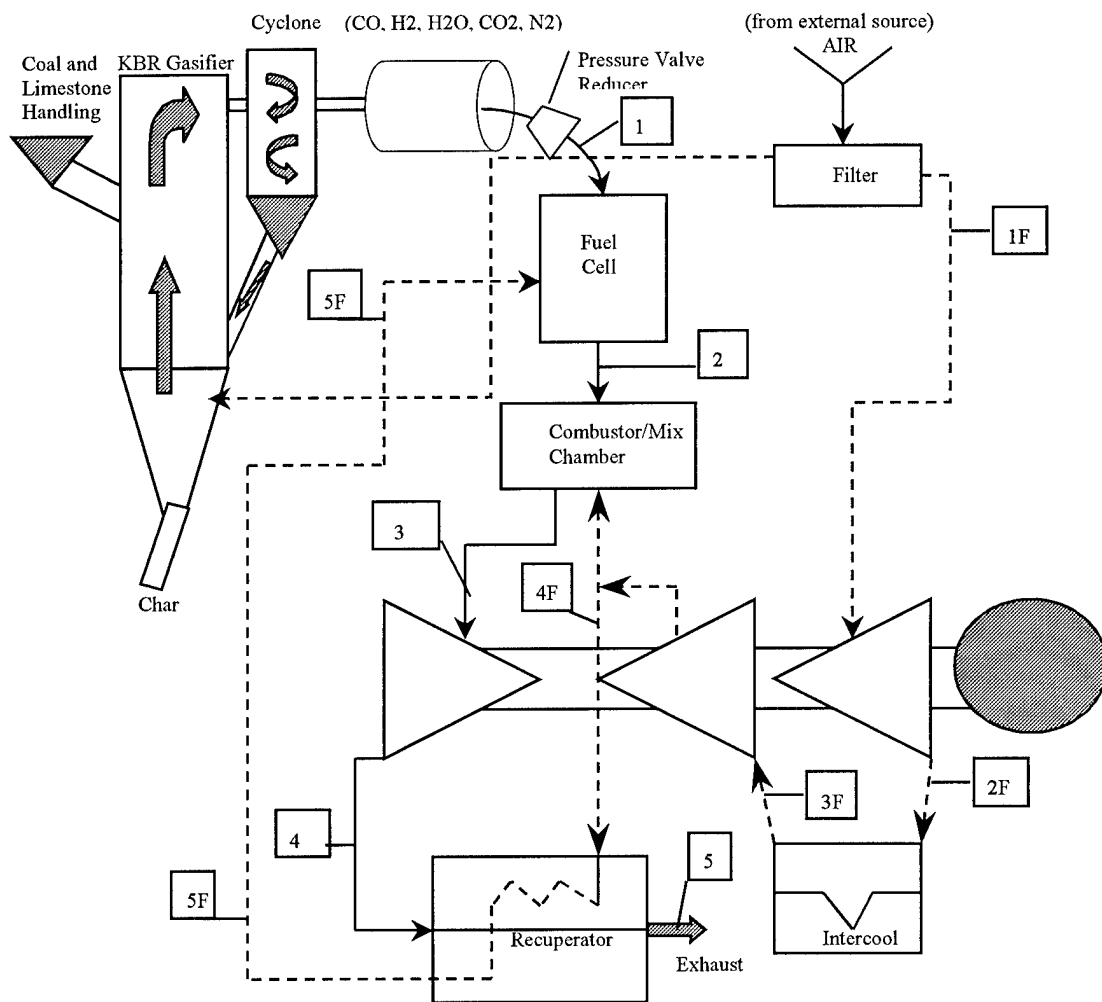 Cyclone
(CO, H2, H2O, CO2, N2)
(from external source)
AIR
Coal and
Limestone
Handling
KBR Gasifier
Pressure Valve
Reducer
1
Filter
Fuel
Cell
1F
5F
2
Combustor/Mix
Chamber
3
4F
Char
3F
2F
4
5
5F
Recuperator
Exhaust
Intercool